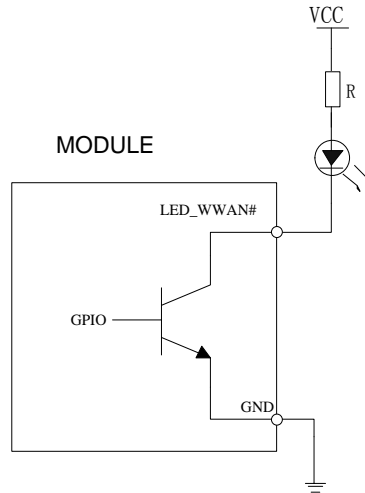 VCC
R
MODULE
LED_WWAN#
GPIO
GND